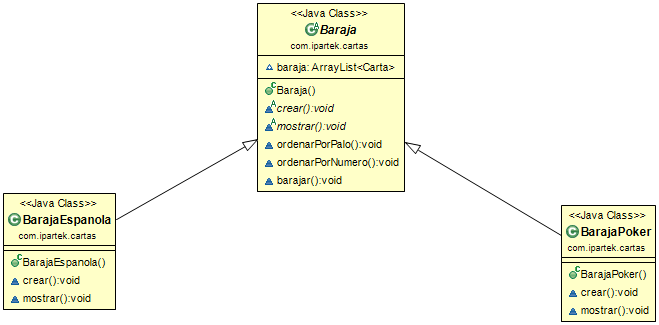 <<Java Class>>
Baraja
com.ipartek.cartas
baraja: ArrayList<Carta>
Baraja()
crear():void
mostrar():void
ordenarPorPalo():void
ordenarPorNumero():void
barajar():void
<<Java Class>>
BarajaEspanola
com.ipartek.cartas
BarajaEspanola()
crear():void
mostrar():void
<<Java Class>>
BarajaPoker
com.ipartek.cartas
BarajaPoker()
crear():void
mostrar():void